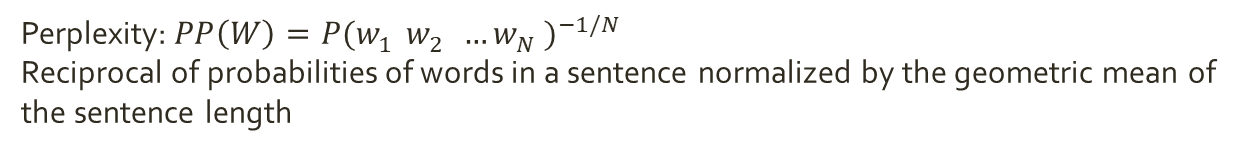 Perplexity: PP(W) = P(w₁ w₂ …wN )^−1/N
Reciprocal of probabilities of words in a sentence normalized by the geometric mean of
the sentence length